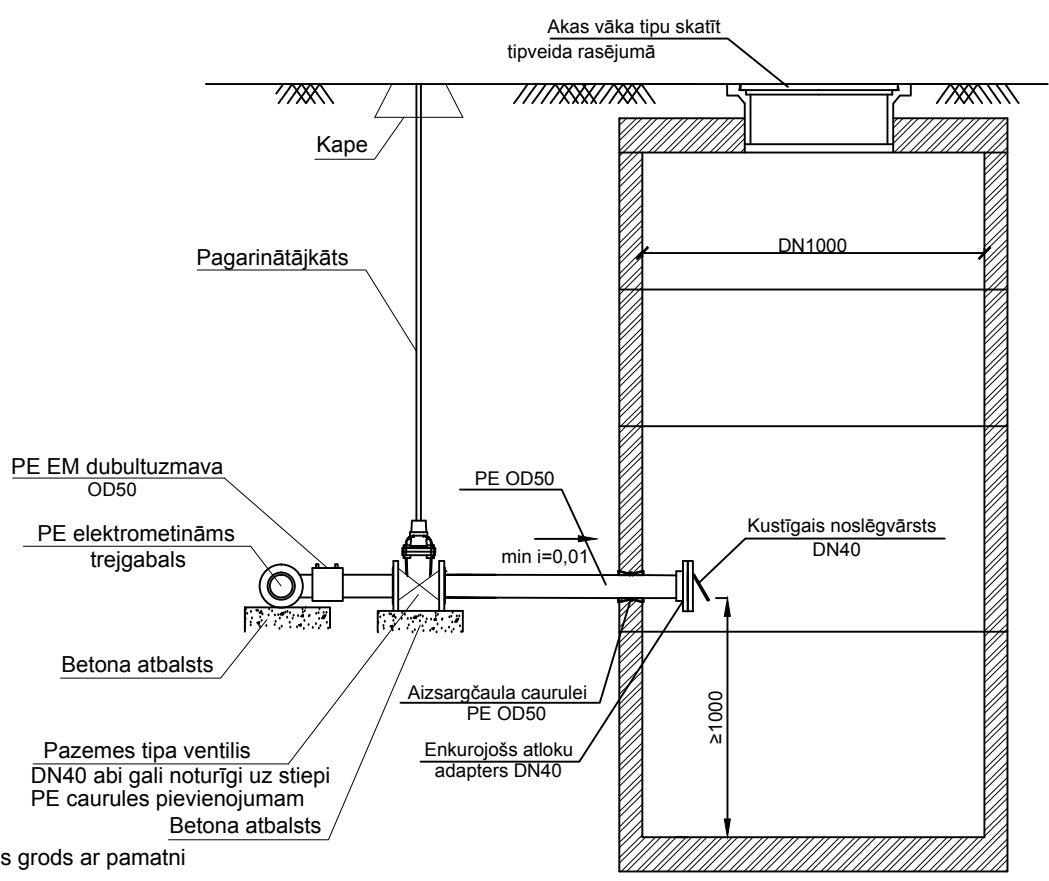 Akas vāka tipu skatīt
tipveida rasējumā
Kape
DN1000
Pagarinātājkāts
PE EM dubultuzmava
OD50
PE OD50
PE elektrometināms
trejgabals
Kustīgais noslēgvārsts
DN40
min i=0,01
Betona atbalsts
Aizsargčaula caurulei
PE OD50
≥1000
Pazemes tipa ventilis
DN40 abi gali noturīgi uz stiepi
PE caurules pievienojumam
Enkurojošs atloku
adapters DN40
Betona atbalsts
s grods ar pamatni